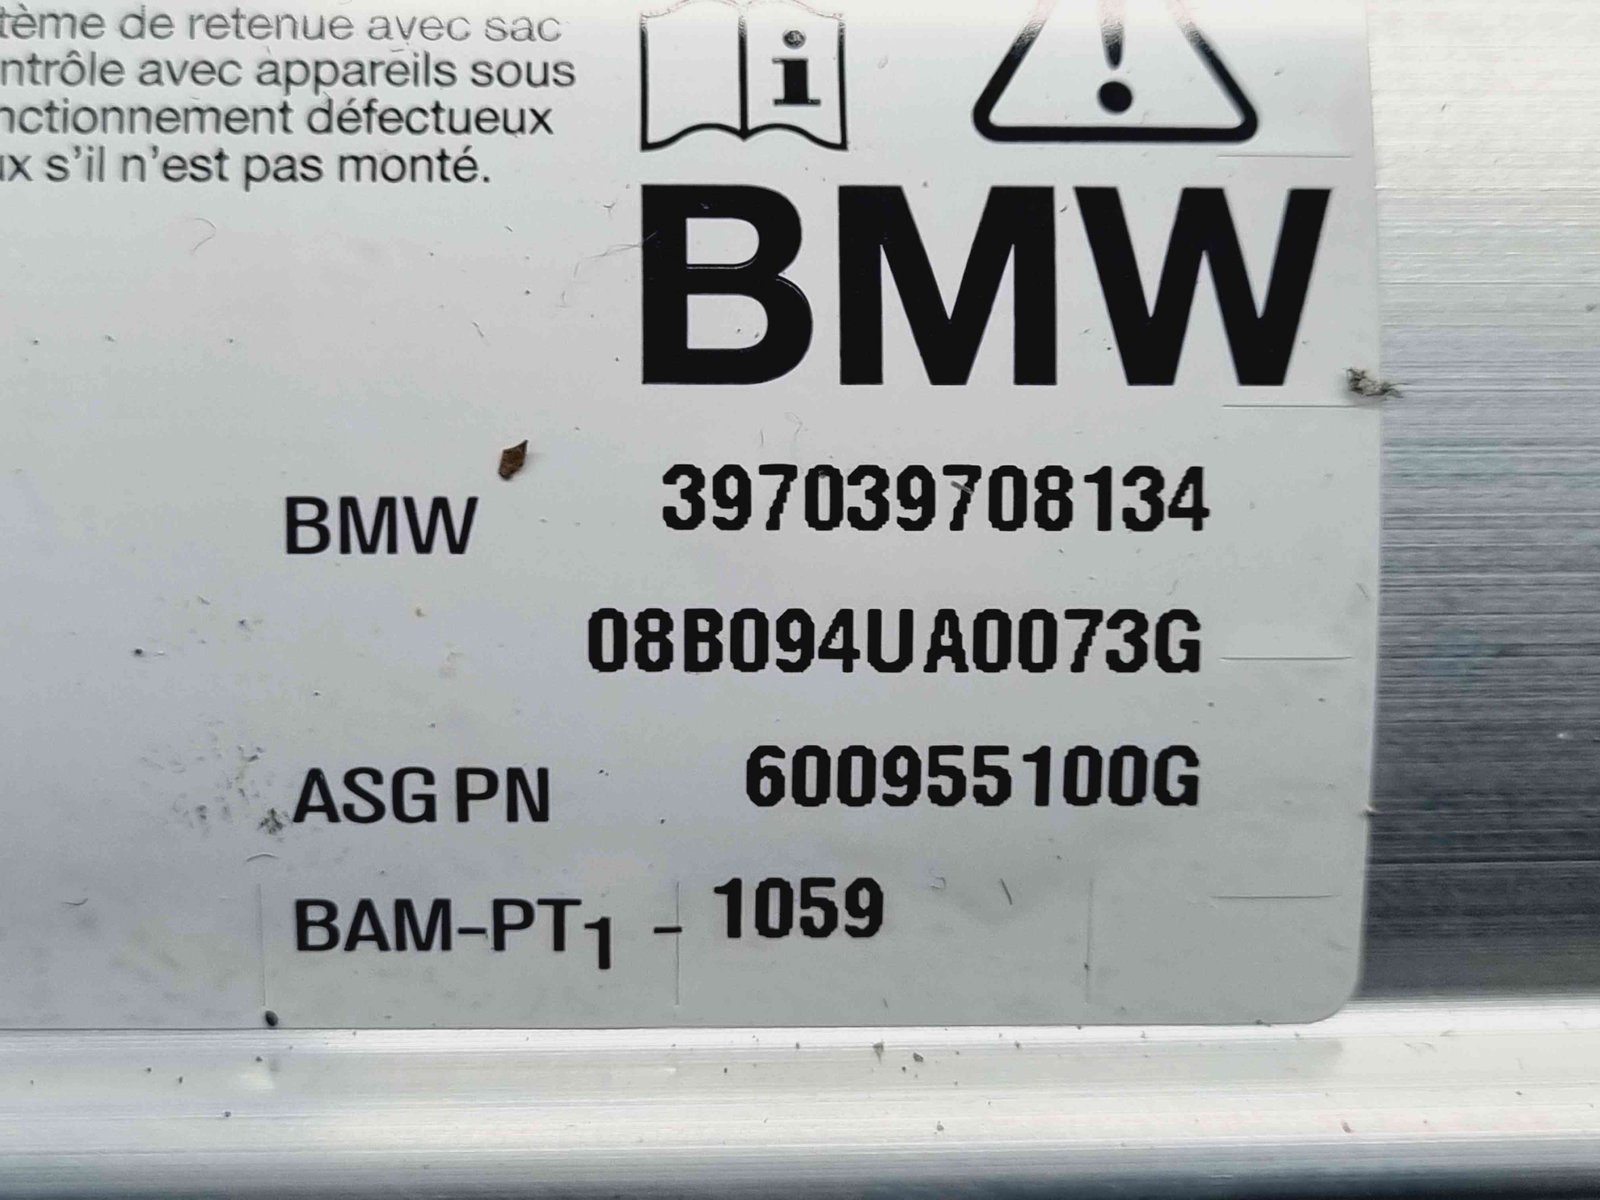 tème de retenue avec sac
ntrôle avec appareils sous
nctionnement défectueux
ux s'il n'est pas monté.
i
BMW
BMW 397039708134
08B094UA0073G
ASG PN 600955100G
BAM-PT1 - 1059